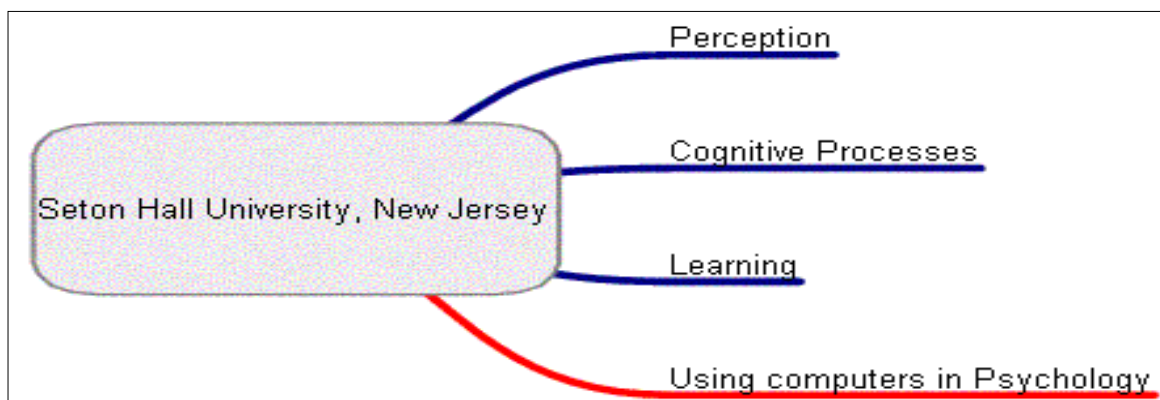 Perception
Cognitive Processes
Seton Hall University, New Jersey
Learning
Using computers in Psychology